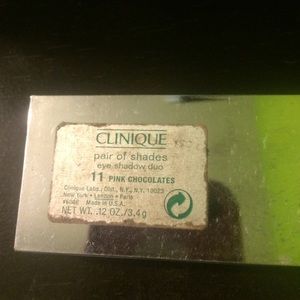 CLINIQUE
pair of shades
eye shadow duo
11 PINK CHOCOLATES
Clinique Labs., Dist., N.Y., N.Y. 10022
New York • London • Paris
Made in U.S.A.
NET WT. .12 OZ./3.4g